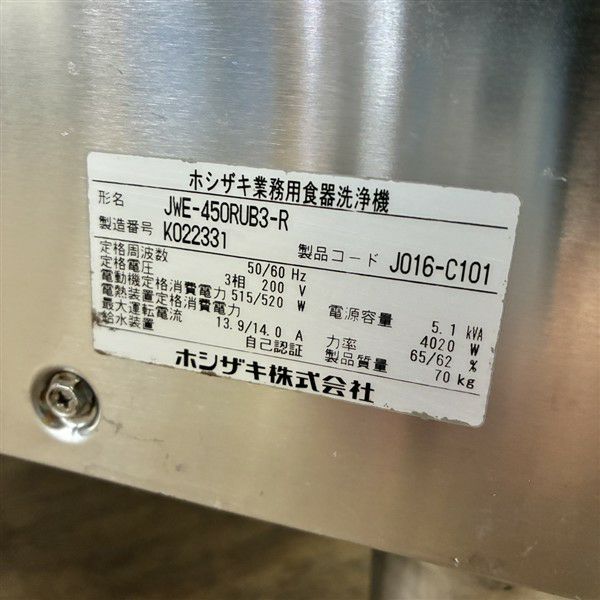 ホシザキ業務用食器洗浄機
形名 JWE-450RUB3-R
製造番号 K022331 製品コード J016-C101
定格周波数 50/60 Hz
定格電圧 3相 200 V 電源容量 5.1 kVA
電動機定格消費電力 515/520 W
電熱装置定格消費電力 4020 W
最大運転電流 13.9/14.0 A 力率 65/62 %
給水装置 自己認証 製品質量 70 kg
ホシザキ株式会社